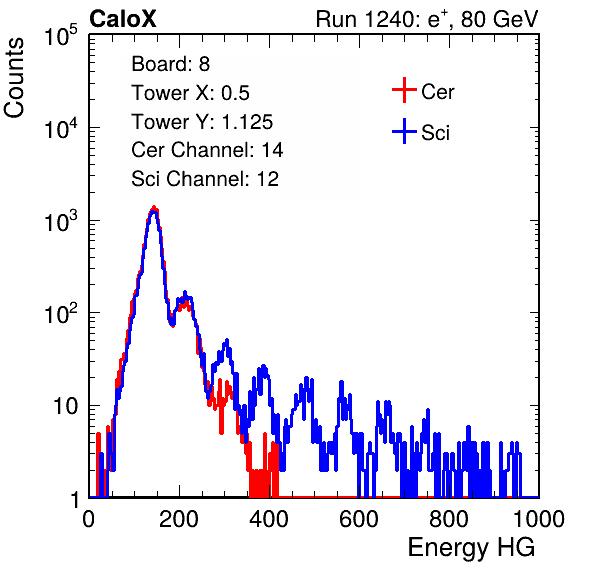 CaloX Run 1240: e⁺, 80 GeV
Counts
Board: 8
Tower X: 0.5
Tower Y: 1.125
Cer Channel: 14
Sci Channel: 12
Cer
Sci
10⁵
10⁴
10³
10²
10
1
0 200 400 600 800 1000
Energy HG